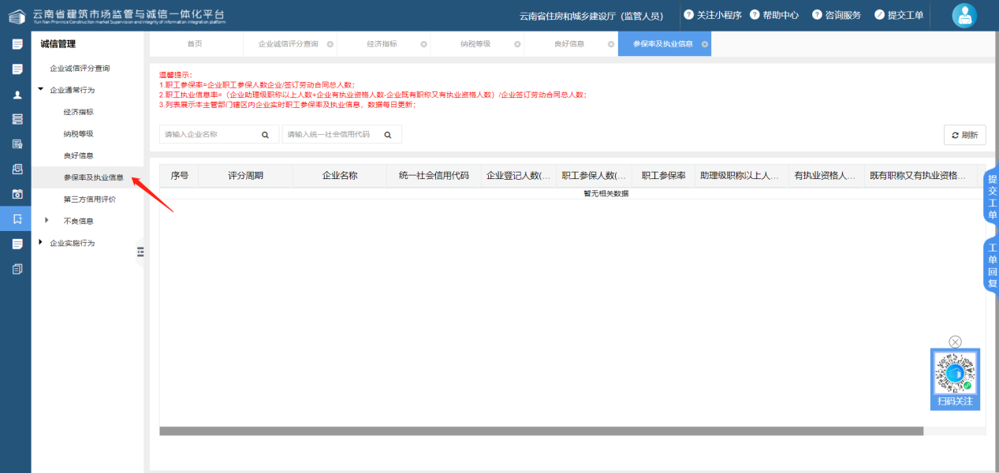 云南省建筑市场监管与诚信一体化平台
Yun Nan Province Construction market Supervision and integrity of information integration platform
云南省住房和城乡建设厅（监管人员）
关注小程序
帮助中心
咨询服务
提交工单
诚信管理
企业诚信评分查询
企业通常行为
经济指标
纳税等级
良好信息
参保率及执业信息
第三方信用评价
不良信息
企业实施行为
首页
企业诚信评分查询
经济指标
纳税等级
良好信息
参保率及执业信息
温馨提示：
1.职工参保率=企业职工参保人数企业/签订劳动合同总人数；
2.职工执业信息率=（企业助理级职称以上人数+企业有执业资格人数-企业既有职称又有执业资格人数）/企业签订劳动合同总人数；
3.列表展示本主管部门辖区内企业实时职工参保率及执业信息，数据每日更新；
请输入企业名称
请输入统一社会信用代码
刷新
序号
评分周期
企业名称
统一社会信用代码
企业登记人数(...
职工参保人数(...
职工参保率
助理级职称以上人...
有执业资格人...
既有职称又有执业资格...
暂无相关数据
提交工单
工单回复
扫码关注